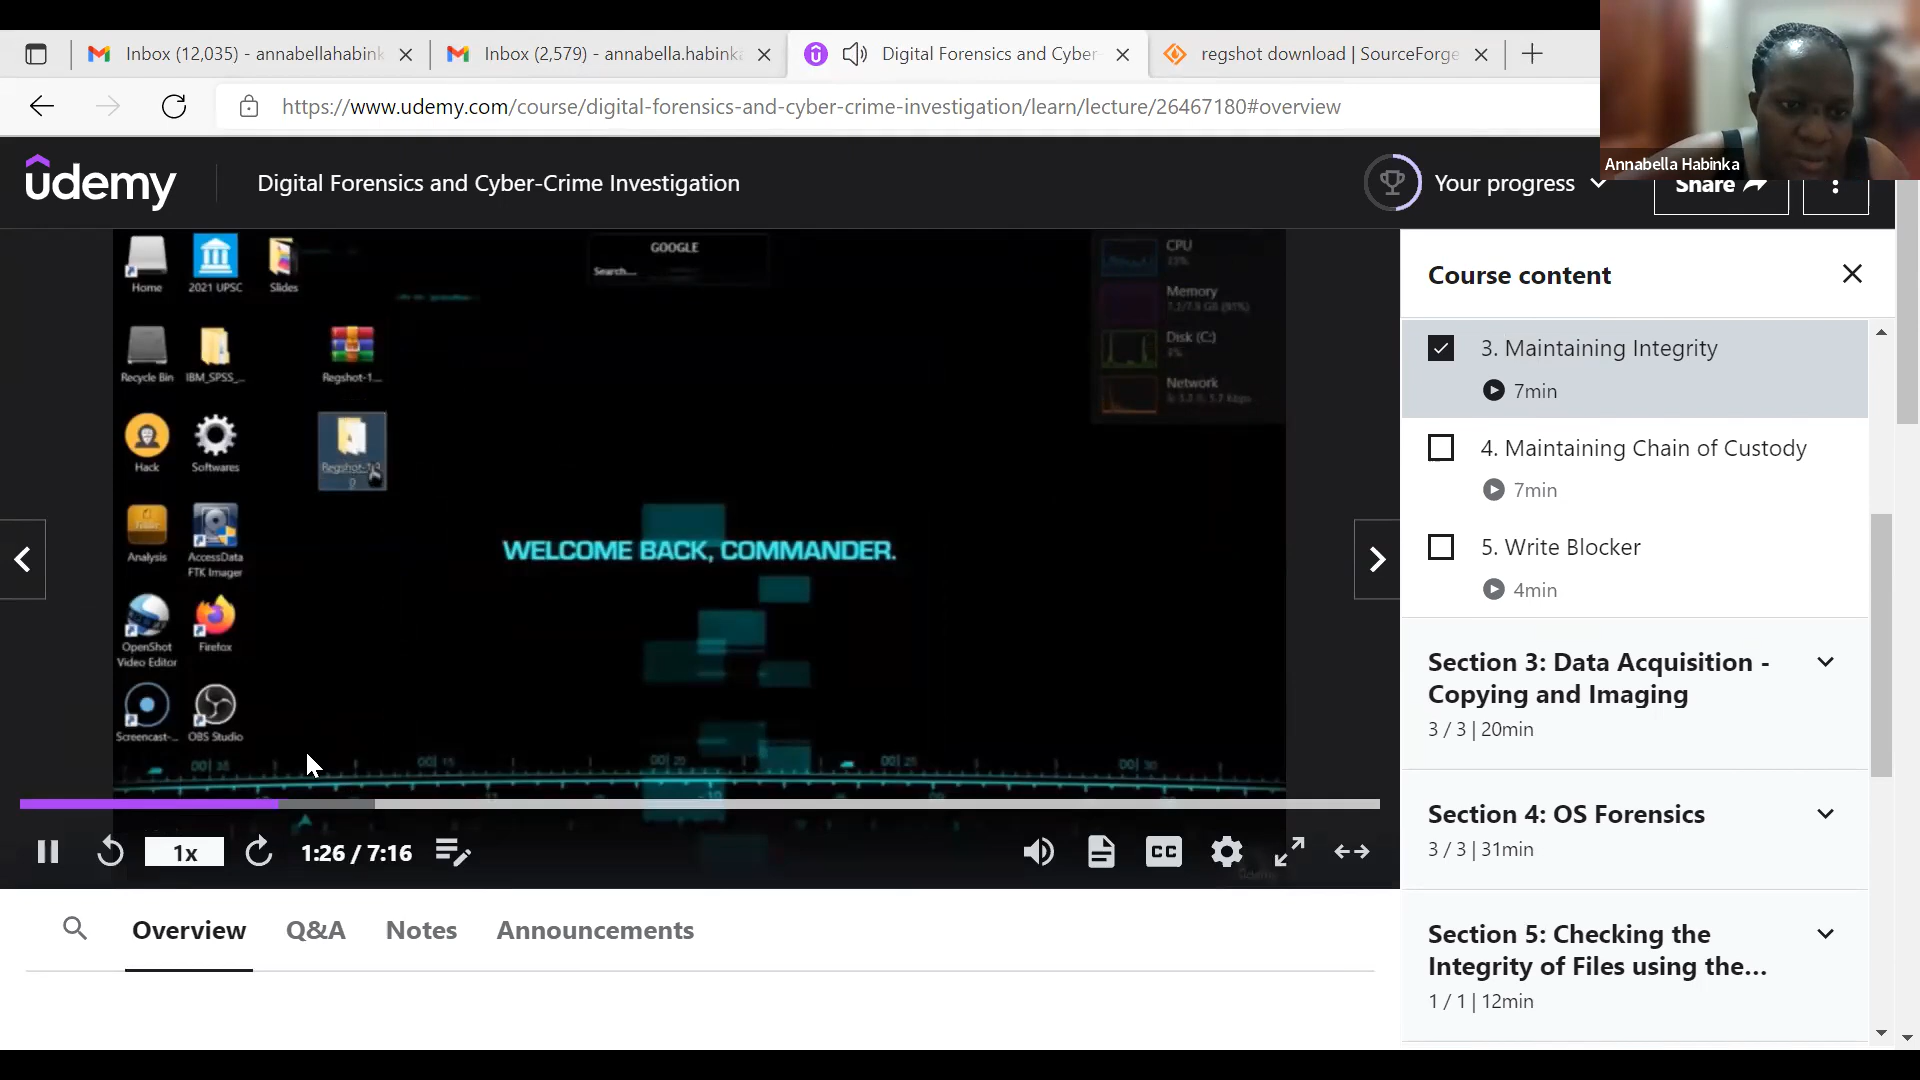 Inbox (12,035) - annabellahabink
Inbox (2,579) - annabella.habinka
Digital Forensics and Cyber-
regshot download | SourceForge
https://www.udemy.com/course/digital-forensics-and-cyber-crime-investigation/learn/lecture/26467180#overview
Annabella Habinka
udemy
Digital Forensics and Cyber-Crime Investigation
Your progress
Share
GOOGLE
Search....
CPU
Memory
Disk (C:)
Network
Home
2021 UPSC
Slides
Recycle Bin
IBM_SPSS_...
Regshot-1....
Hack
Softwares
Analysis
AccessData
FTK Imager
OpenShot
Video Editor
Firefox
Screencast-...
OBS Studio
WELCOME BACK, COMMANDER.
1x
1:26 / 7:16
CC
Course content
3. Maintaining Integrity
7min
4. Maintaining Chain of Custody
7min
5. Write Blocker
4min
Section 3: Data Acquisition -
Copying and Imaging
3 / 3 | 20min
Section 4: OS Forensics
3 / 3 | 31min
Section 5: Checking the
Integrity of Files using the...
1 / 1 | 12min
Overview
Q&A
Notes
Announcements